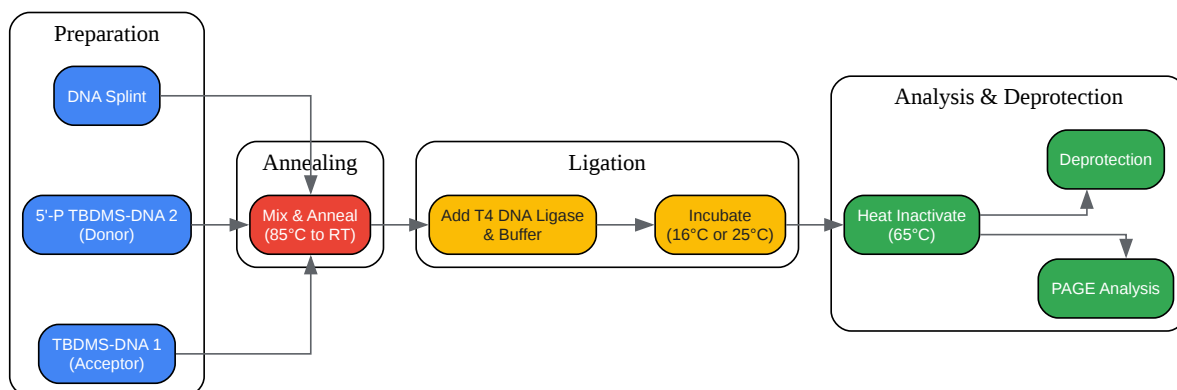 Preparation
DNA Splint
5'-P TBDMS-DNA 2
(Donor)
TBDMS-DNA 1
(Acceptor)
Annealing
Mix & Anneal
(85°C to RT)
Ligation
Add T4 DNA Ligase
& Buffer
Incubate
(16°C or 25°C)
Analysis & Deprotection
Heat Inactivate
(65°C)
Deprotection
PAGE Analysis